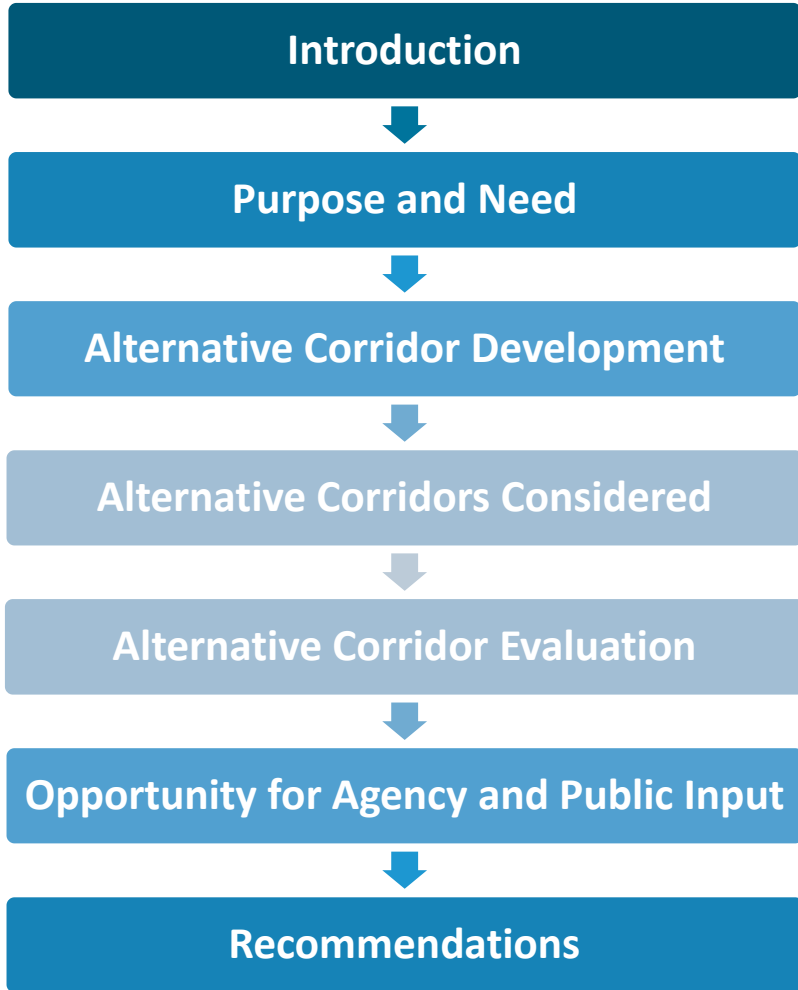 Introduction
Purpose and Need
Alternative Corridor Development
Alternative Corridors Considered
Alternative Corridor Evaluation
Opportunity for Agency and Public Input
Recommendations